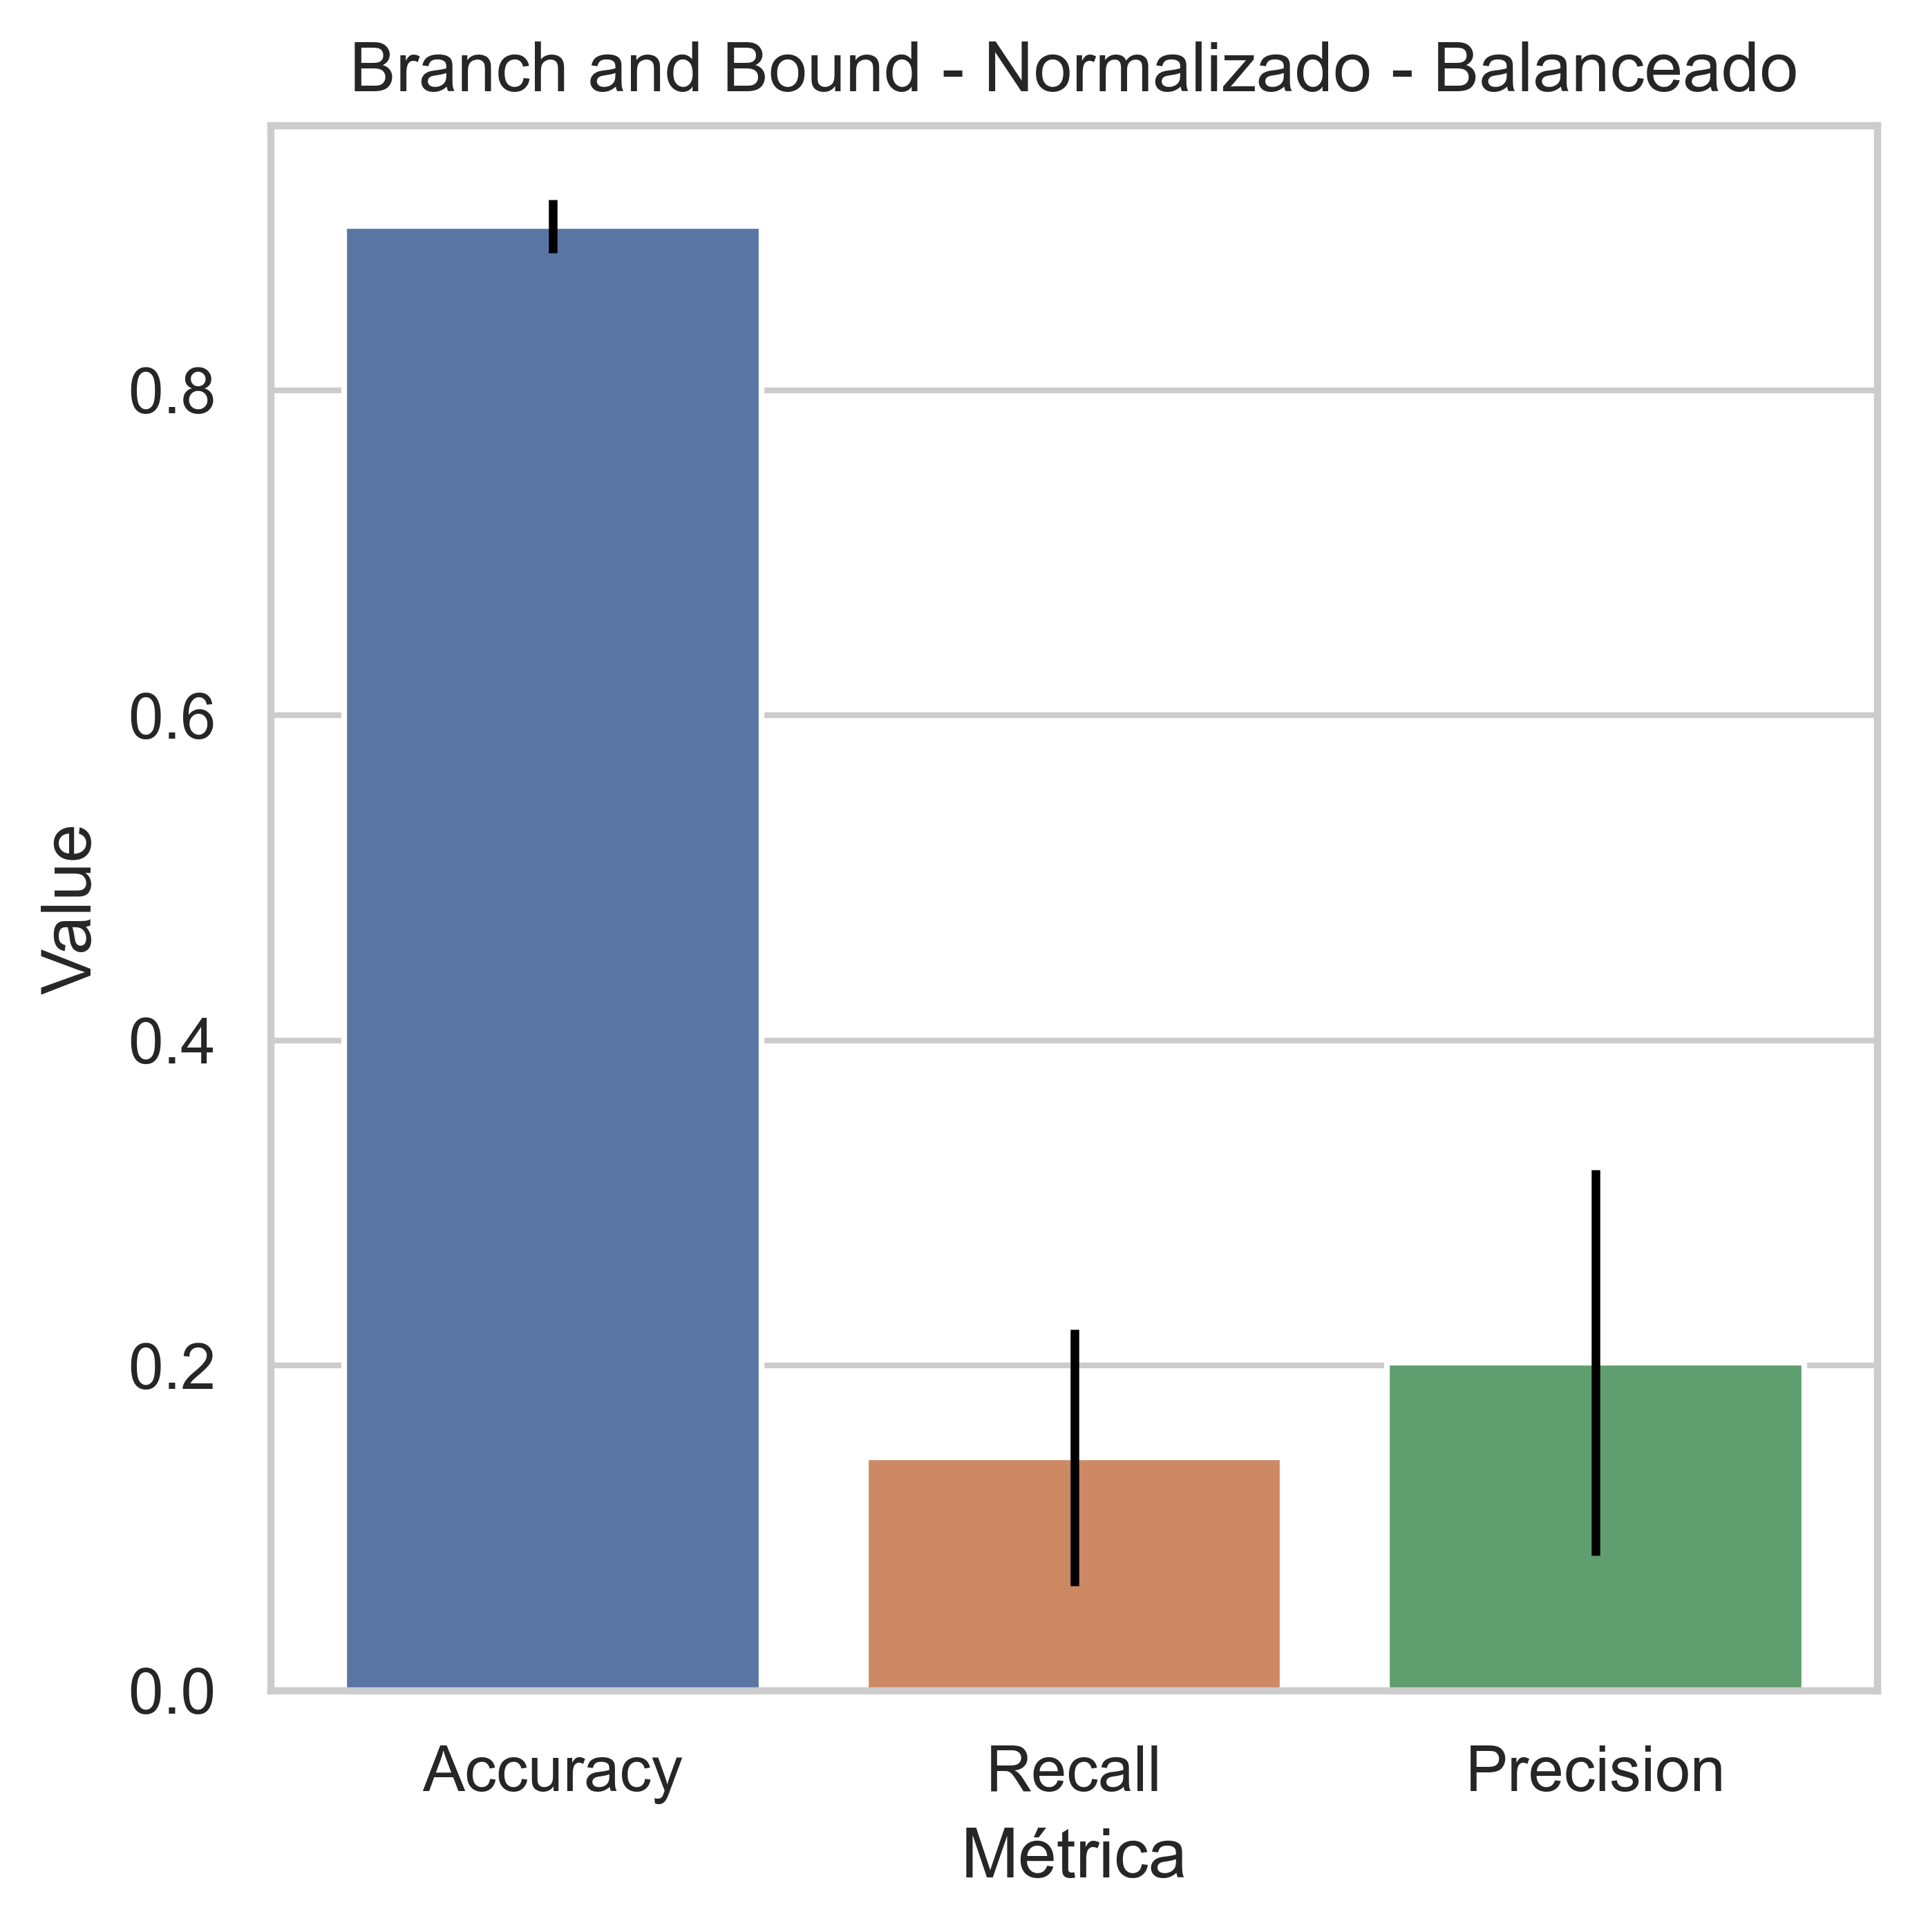 Branch and Bound - Normalizado - Balanceado
Value
0.8
0.6
0.4
0.2
0.0
Accuracy Recall Precision
Métrica